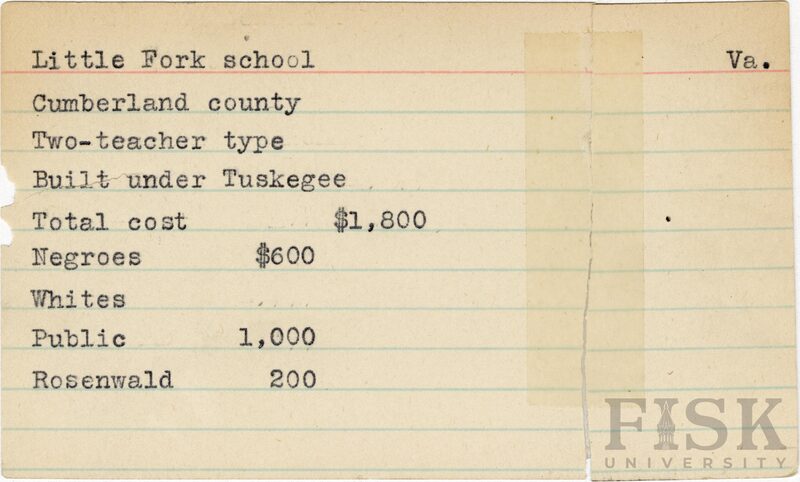 Little Fork school Va.
Cumberland county
Two-teacher type
Built under Tuskegee
Total cost $1,800
Negroes $600
Whites
Public 1,000
Rosenwald 200
FISK
UNIVERSITY